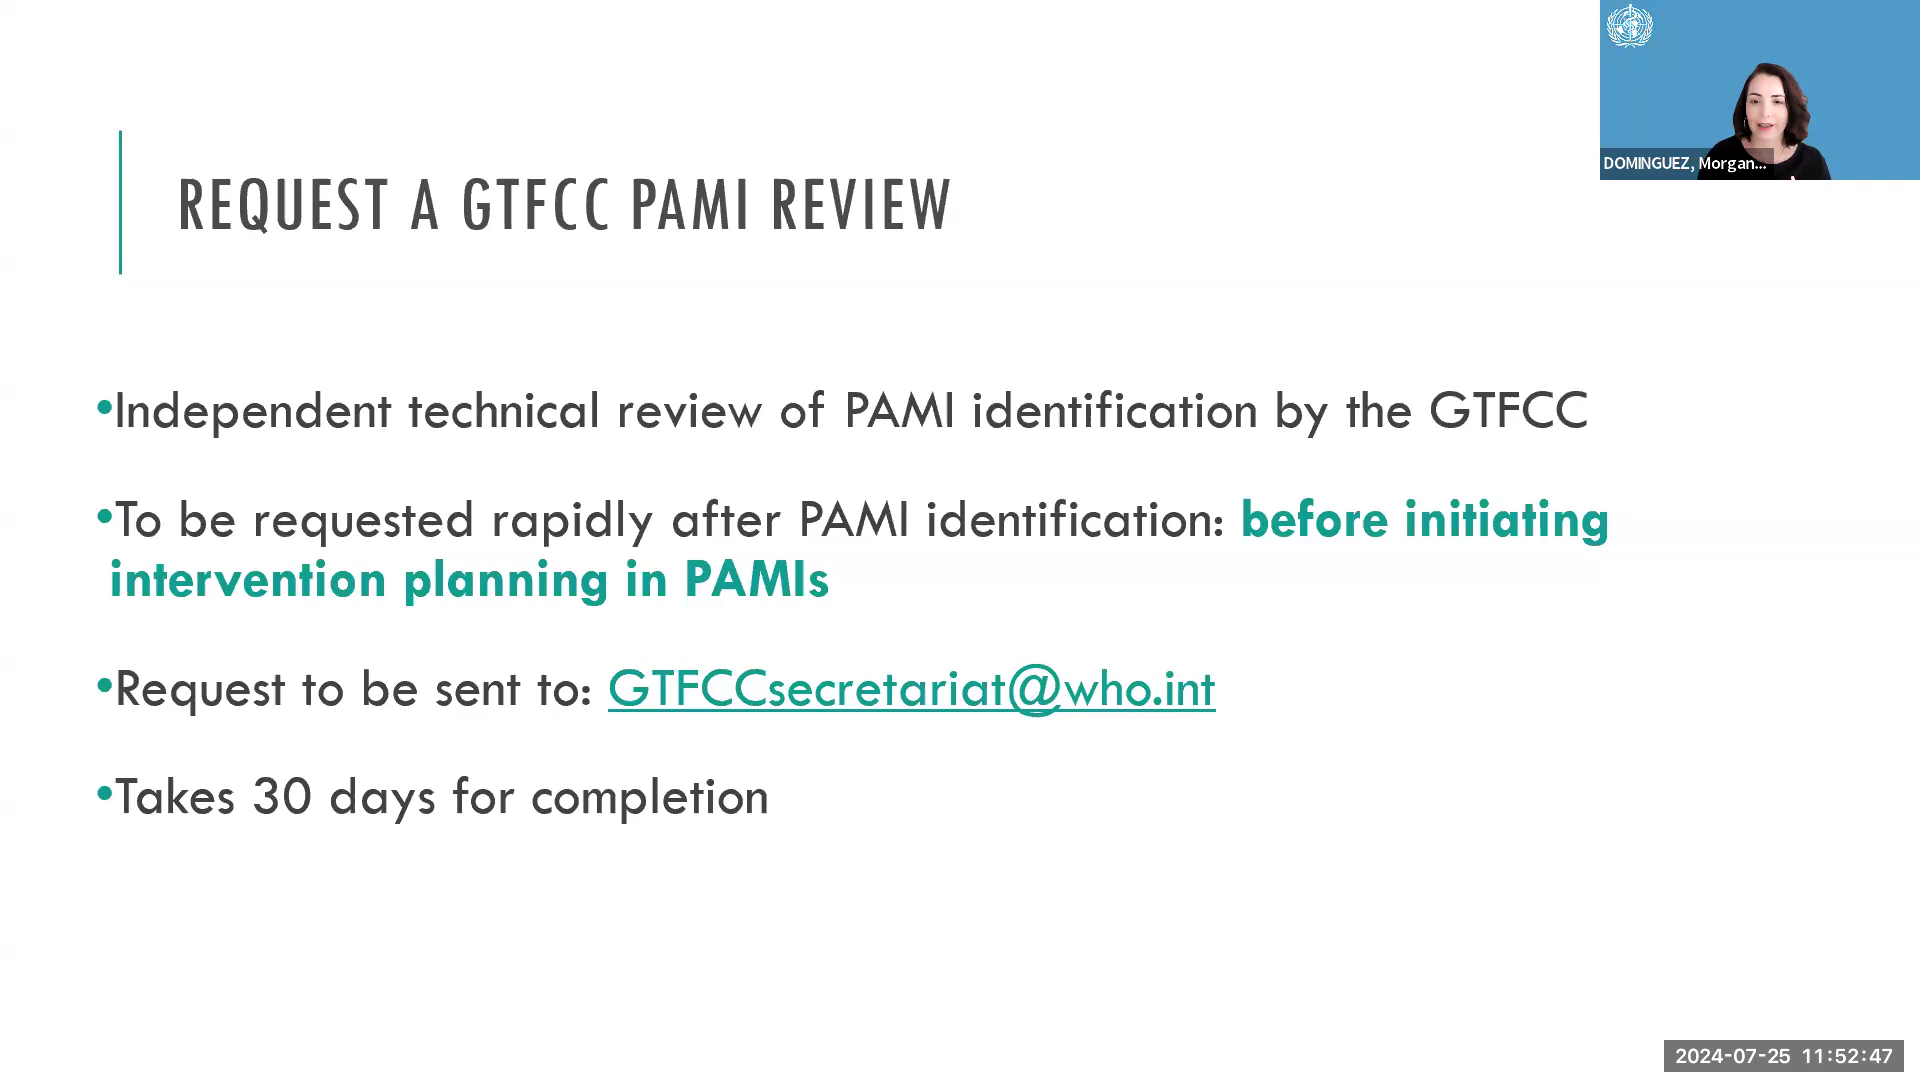 DOMINGUEZ, Morgan...
REQUEST A GTFCC PAMI REVIEW
•Independent technical review of PAMI identification by the GTFCC
•To be requested rapidly after PAMI identification: before initiating
intervention planning in PAMIs
•Request to be sent to: GTFCCsecretariat@who.int
•Takes 30 days for completion
2024-07-25 11:52:47